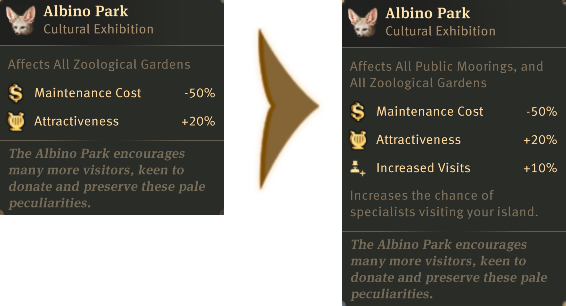 Albino Park
Cultural Exhibition
Affects All Zoological Gardens
Maintenance Cost -50%
Attractiveness +20%
The Albino Park encourages
many more visitors, keen to
donate and preserve these pale
peculiarities.
Albino Park
Cultural Exhibition
Affects All Public Moorings, and
All Zoological Gardens
Maintenance Cost -50%
Attractiveness +20%
Increased Visits +10%
Increases the chance of
specialists visiting your island.
The Albino Park encourages
many more visitors, keen to
donate and preserve these pale
peculiarities.